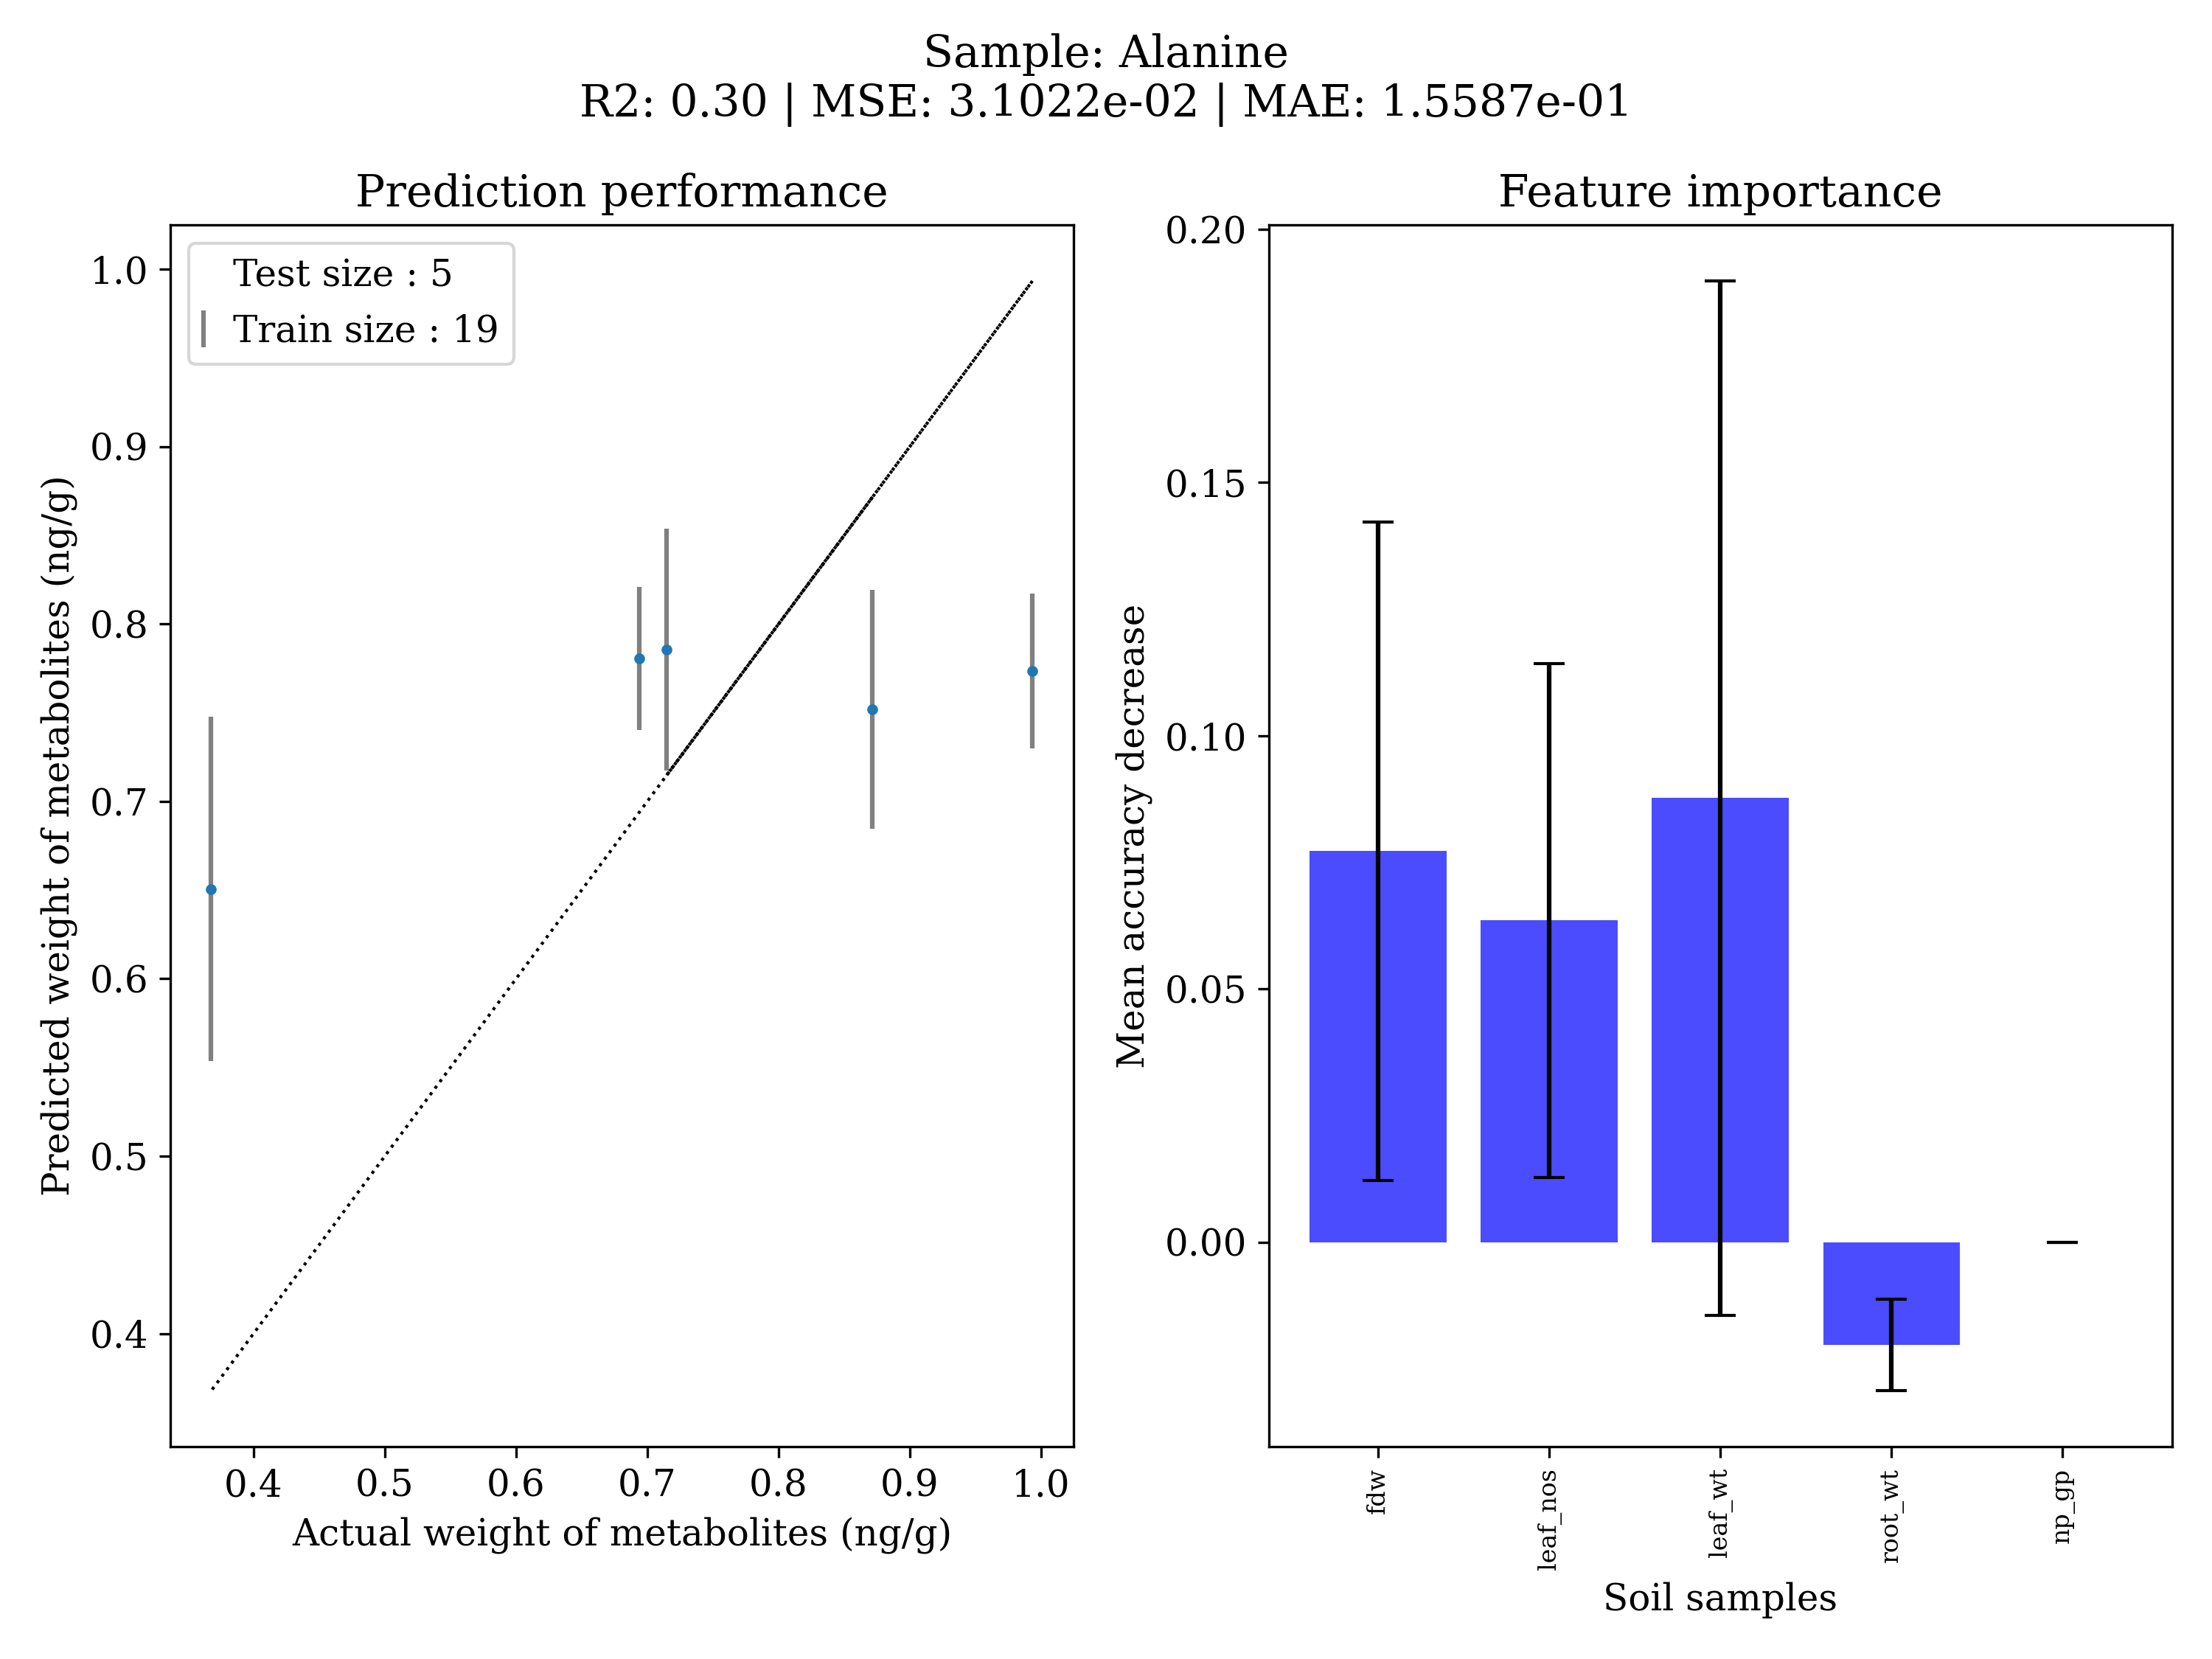 Sample: Alanine
R2: 0.30 | MSE: 3.1022e-02 | MAE: 1.5587e-01
Prediction performance
Test size : 5
Train size : 19
1.0
0.9
0.8
0.7
0.6
0.5
0.4
Predicted weight of metabolites (ng/g)
0.4 0.5 0.6 0.7 0.8 0.9 1.0
Actual weight of metabolites (ng/g)
Feature importance
0.20
0.15
0.10
0.05
0.00
Mean accuracy decrease
fdw
leaf_nos
leaf_wt
root_wt
np_gp
Soil samples